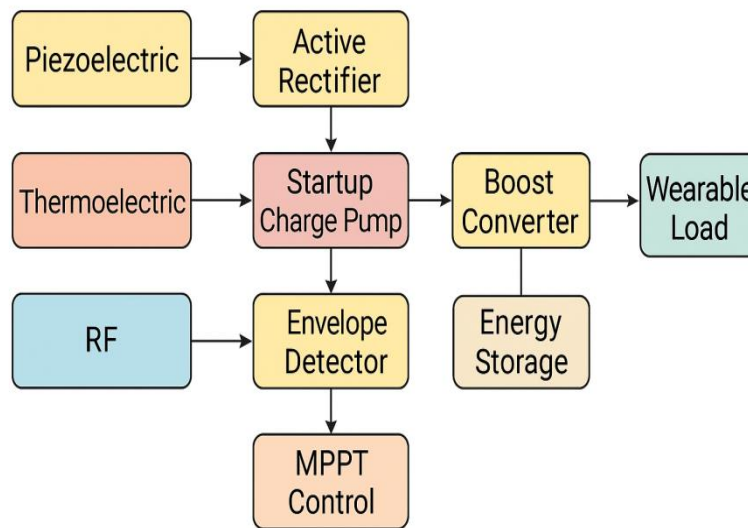 Piezoelectric
Active
Rectifier
Thermoelectric
Startup
Charge Pump
Boost
Converter
Wearable
Load
RF
Envelope
Detector
Energy
Storage
MPPT
Control